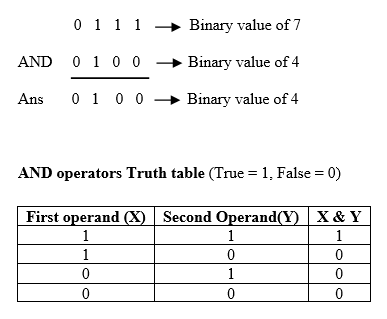 0 1 1 1 → Binary value of 7
AND 0 1 0 0 → Binary value of 4
Ans 0 1 0 0 → Binary value of 4
AND operators Truth table (True = 1, False = 0)
First operand (X) Second Operand(Y) X & Y
1 1 1
1 0 0
0 1 0
0 0 0